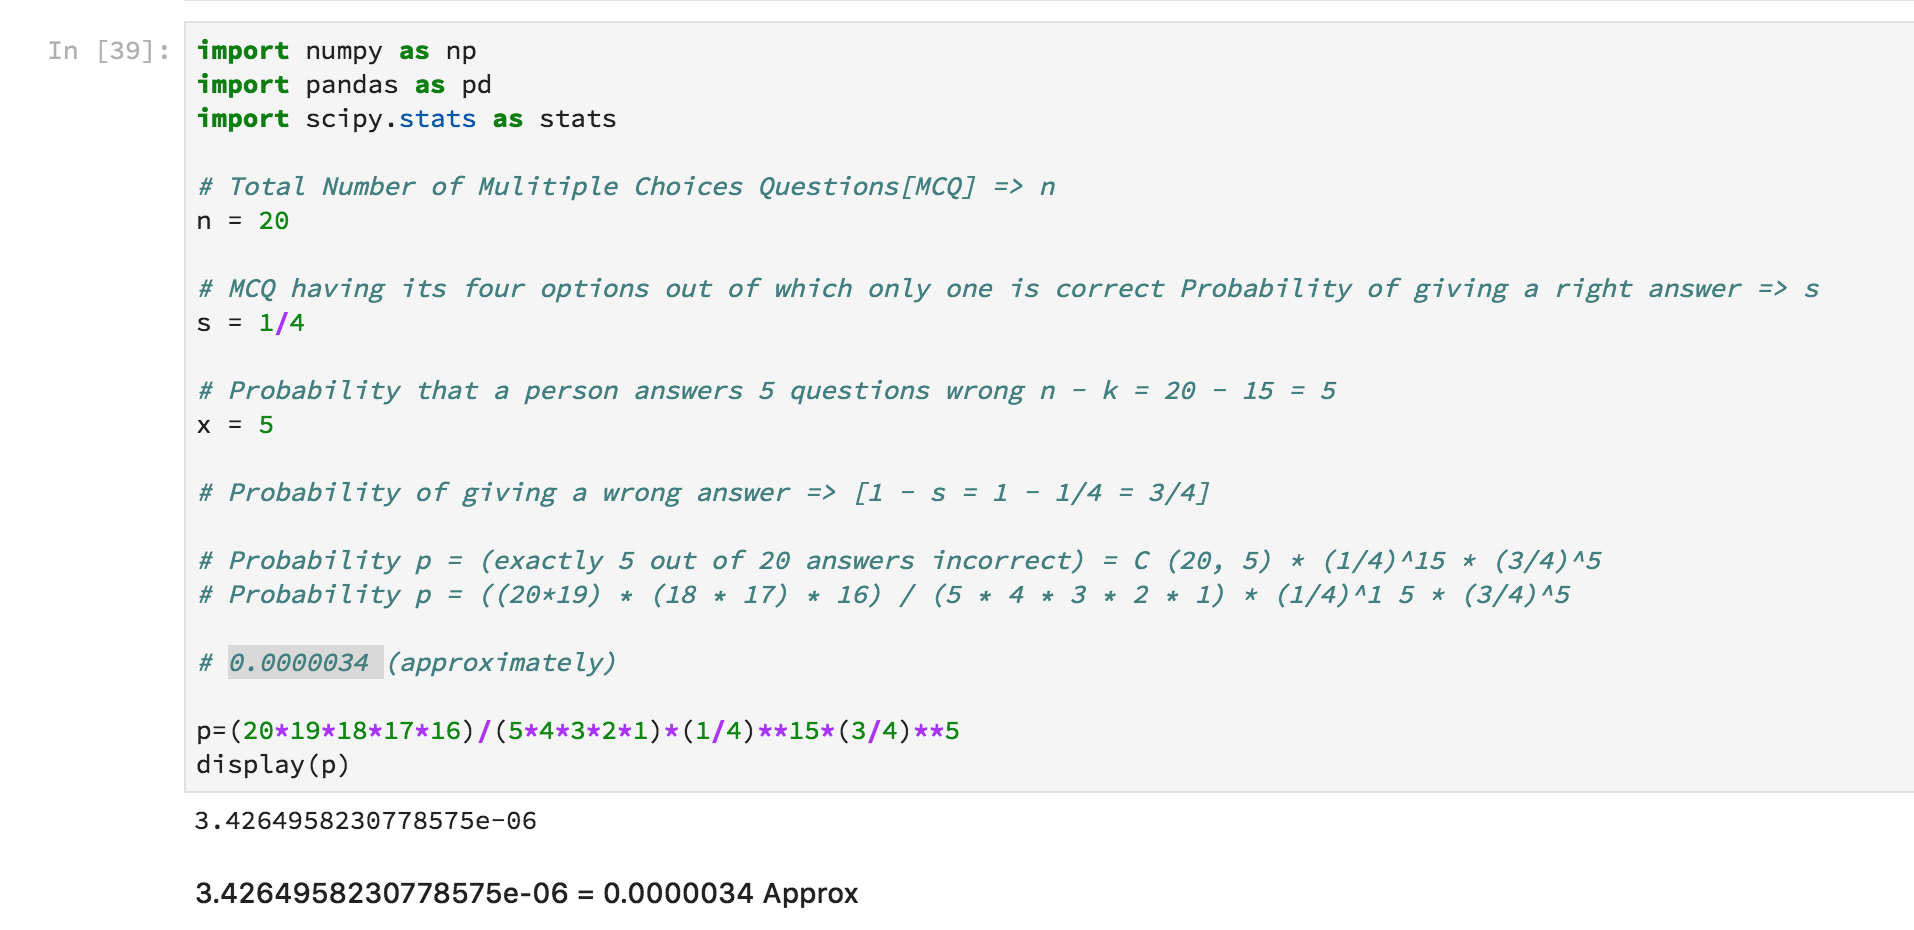 In [39]:
import numpy as np
import pandas as pd
import scipy.stats as stats
# Total Number of Mulitiple Choices Questions[MCQ] => n
n = 20
# MCQ having its four options out of which only one is correct Probability of giving a right answer => s
s = 1/4
# Probability that a person answers 5 questions wrong n - k = 20 - 15 = 5
x = 5
# Probability of giving a wrong answer => [1 - s = 1 - 1/4 = 3/4]
# Probability p = (exactly 5 out of 20 answers incorrect) = C (20, 5) * (1/4)^15 * (3/4)^5
# Probability p = ((20*19) * (18 * 17) * 16) / (5 * 4 * 3 * 2 * 1) * (1/4)^1 5 * (3/4)^5
# 0.0000034 (approximately)
p=(20*19*18*17*16)/(5*4*3*2*1)*(1/4)**15*(3/4)**5
display(p)
3.4264958230778575e-06
3.4264958230778575e-06 = 0.0000034 Approx